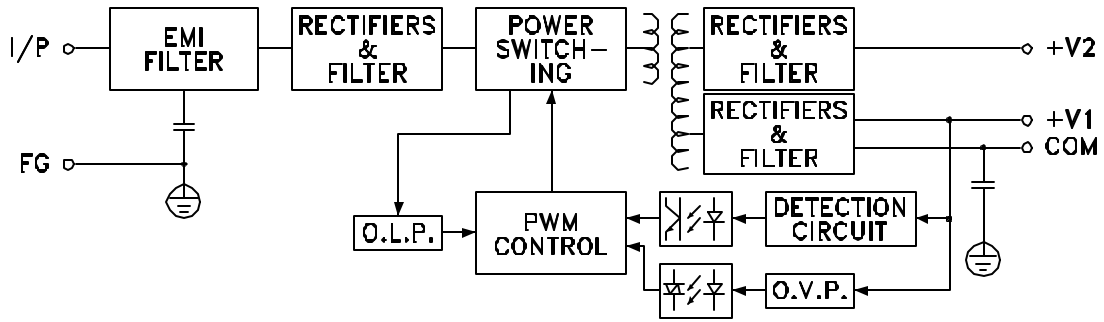 I/P
EMI
FILTER
RECTIFIERS
&
FILTER
POWER
SWITCH-
ING
RECTIFIERS
&
FILTER
+V2
RECTIFIERS
&
FILTER
+V1
COM
FG
O.L.P.
PWM
CONTROL
DETECTION
CIRCUIT
O.V.P.